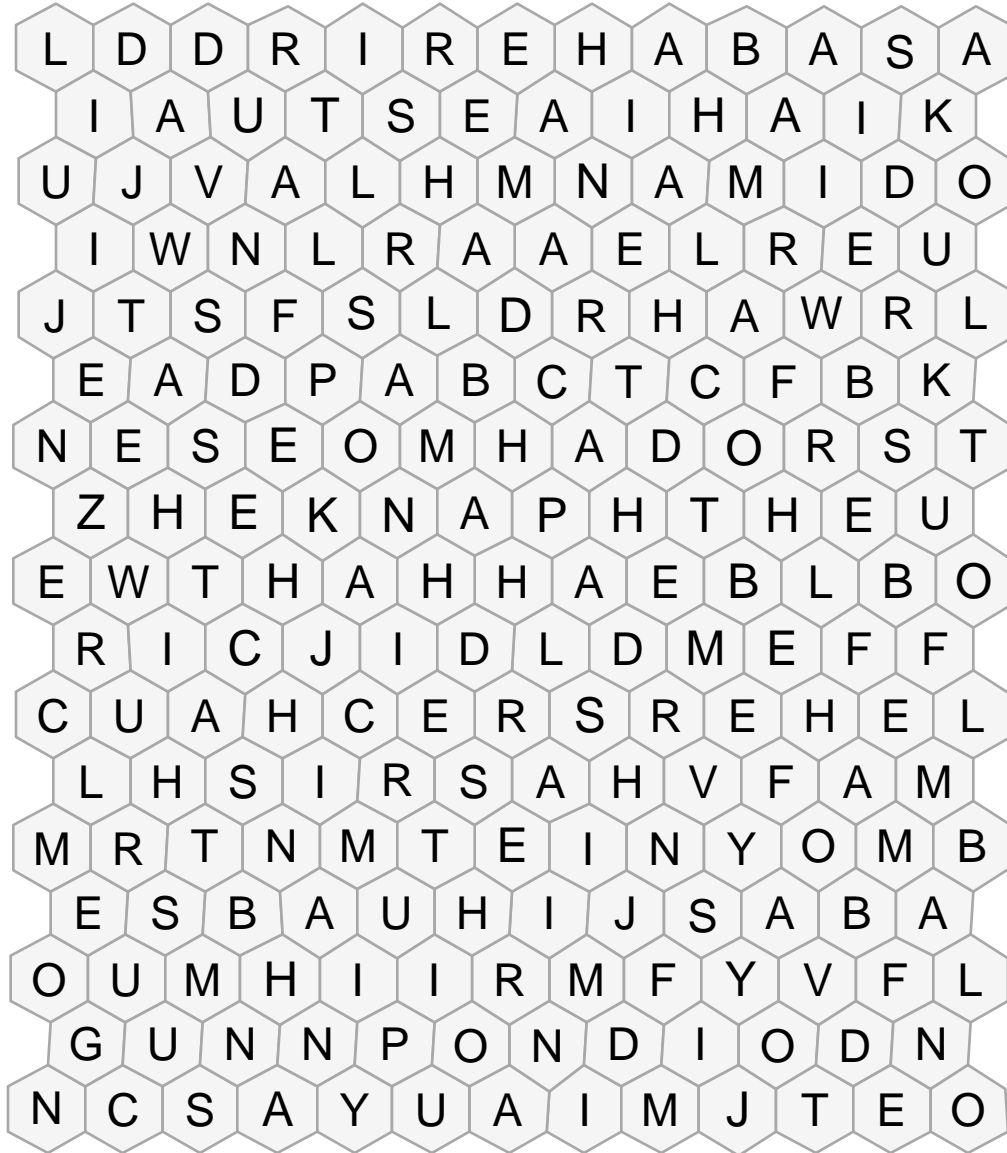 L D D R I R E H A B A S A
I A U T S E A I H A I K
U J V A L H M N A M I D O
I W N L R A A E L R E U
J T S F S L D R H A W R L
E A D P A B C T C F B K
N E S E O M H A D O R S T
Z H E K N A P H T H E U
E W T H A H H A E B L B O
R I C J I D L D M E F F
C U A H C E R S R E H E L
L H S I R S A H V F A M
M R T N M T E I N Y O M B
E S B A U H I J S A B A
O U M H I I R M F Y V F L
G U N N P O N D I O D N
N C S A Y U A I M J T E O